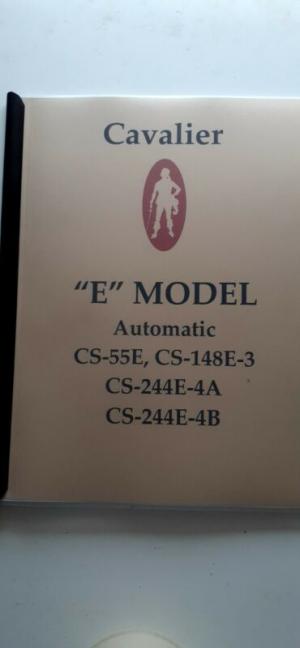 Cavalier
"E" MODEL
Automatic
CS-55E, CS-148E-3
CS-244E-4A
CS-244E-4B